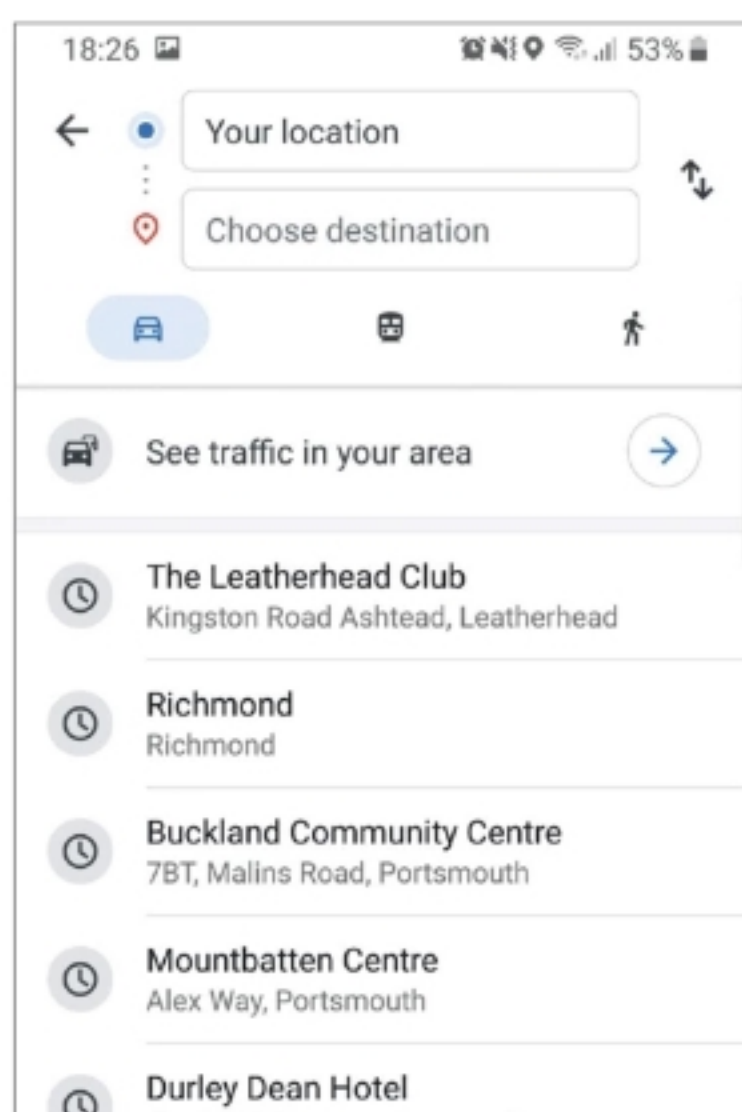 18:26 53%
Your location
Choose destination
See traffic in your area
The Leatherhead Club
Kingston Road Ashtead, Leatherhead
Richmond
Richmond
Buckland Community Centre
7BT, Malins Road, Portsmouth
Mountbatten Centre
Alex Way, Portsmouth
Durley Dean Hotel